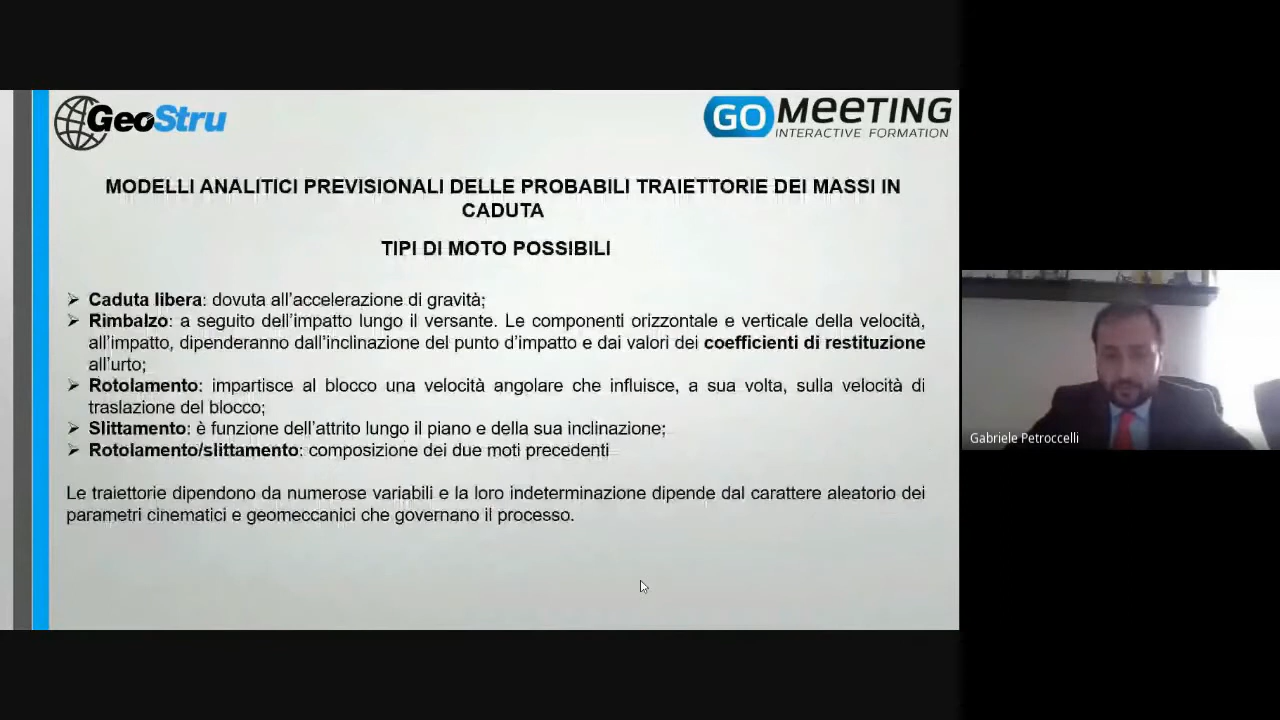 GeoStru
GO MeeTING
INTERACTIVE FORMATION
MODELLI ANALITICI PREVISIONALI DELLE PROBABILI TRAIETTORIE DEI MASSI IN
CADUTA
TIPI DI MOTO POSSIBILI
➢ Caduta libera: dovuta all’accelerazione di gravità;
➢ Rimbalzo: a seguito dell’impatto lungo il versante. Le componenti orizzontale e verticale della velocità,
all’impatto, dipenderanno dall’inclinazione del punto d’impatto e dai valori dei coefficienti di restituzione
all’urto;
➢ Rotolamento: impartisce al blocco una velocità angolare che influisce, a sua volta, sulla velocità di
traslazione del blocco;
➢ Slittamento: è funzione dell’attrito lungo il piano e della sua inclinazione;
➢ Rotolamento/slittamento: composizione dei due moti precedenti
Le traiettorie dipendono da numerose variabili e la loro indeterminazione dipende dal carattere aleatorio dei
parametri cinematici e geomeccanici che governano il processo.
Gabriele Petroccelli